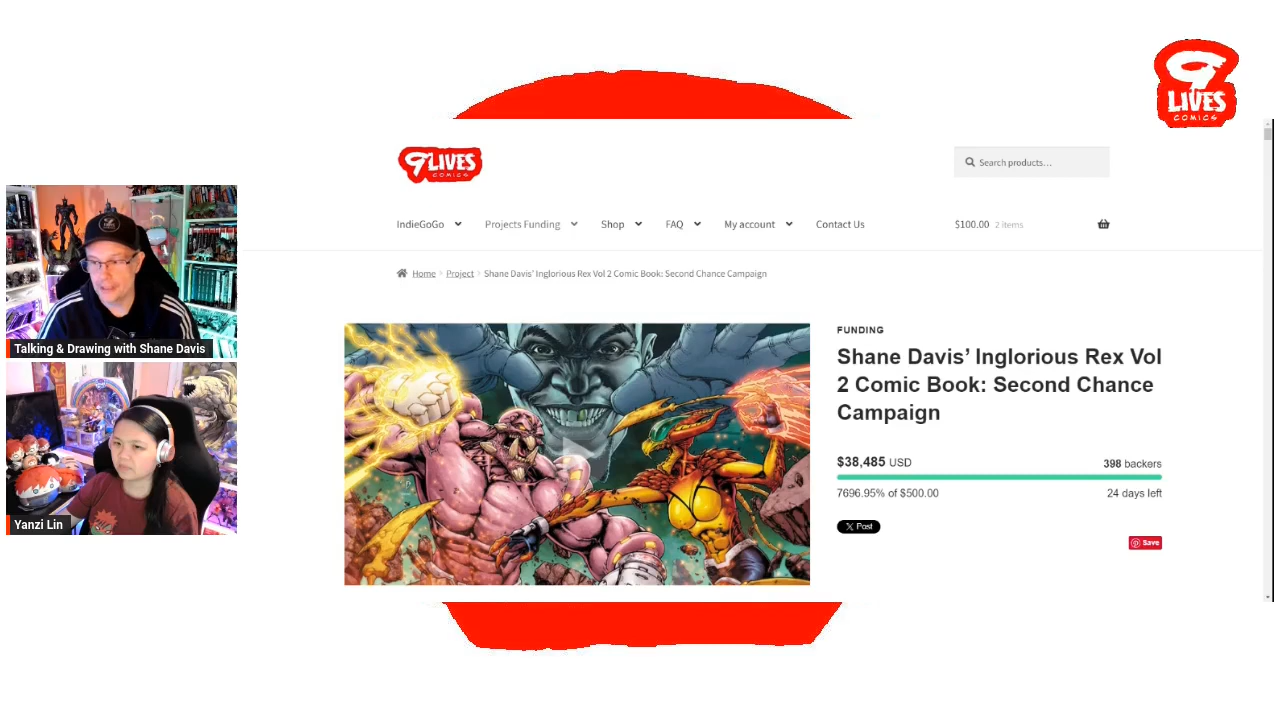 9 LIVES
COMICS
9 LIVES
COMICS
Search products...
IndieGoGo
Projects Funding
Shop
FAQ
My account
Contact Us
$100.00 2 items
Home
Project
Shane Davis' Inglorious Rex Vol 2 Comic Book: Second Chance Campaign
FUNDING
Shane Davis' Inglorious Rex Vol
2 Comic Book: Second Chance
Campaign
$38,485 USD
398 backers
7696.95% of $500.00
24 days left
X Post
Save
Talking & Drawing with Shane Davis
Yanzi Lin